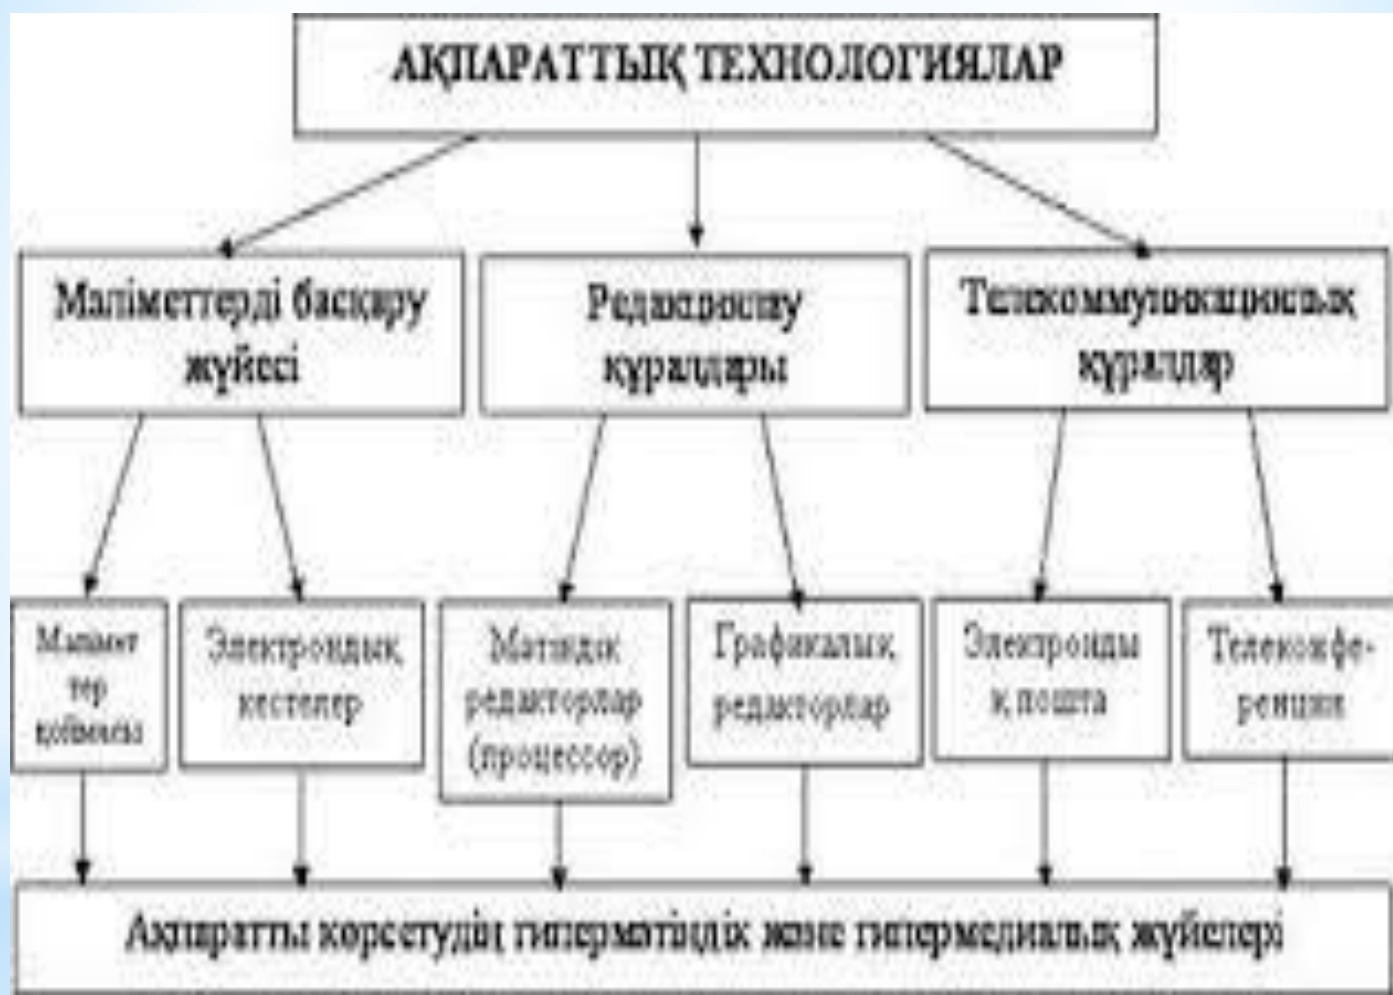 АҚПАРАТТЫҚ ТЕХНОЛОГИЯЛАР
Мәліметтерді басқару
жүйесі
Редакциялау
құралдары
Телекоммуникациялық
құралдар
Мәлімет
тер
қоймасы
Электрондық
кестелер
Мәтіндік
редакторлар
(процессор)
Графикалық
редакторлар
Электронды
қ пошта
Телеконфе-
ренции
Ақпаратты көрсетудің гипермәтіндік және гипермедиалық жүйелері